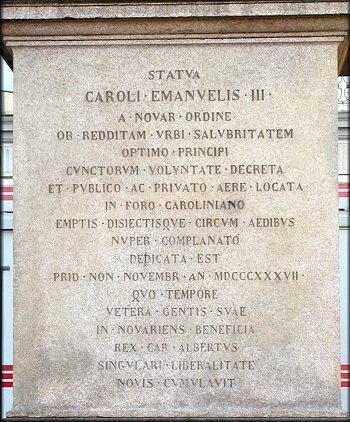 STATVA
CAROLI · EMANVELIS · III ·
A · NOVAR · ORDINE
OB · REDDITAM · VRBI · SALVBRITATEM
OPTIMO · PRINCIPI
CVNCTORVM · VOLVNTATE · DECRETA
ET · PVBLICO · AC · PRIVATO · AERE · LOCATA
IN · FORO · CAROLINIANO
EMPTIS · DISIECTISQVE · CIRCVM · AEDIBVS
NVPER · COMPLANATO
DEDICATA · EST
PRID · NON · NOVEMBR · AN · MDCCCXXXVII ·
QVO · TEMPORE
VETERA · GENTIS · SVAE
IN · NOVARIENS · BENEFICIA
REX · CAR · ALBERTVS
SINGVLARI · LIBERALITATE
NOVIS · CVMVLAVIT